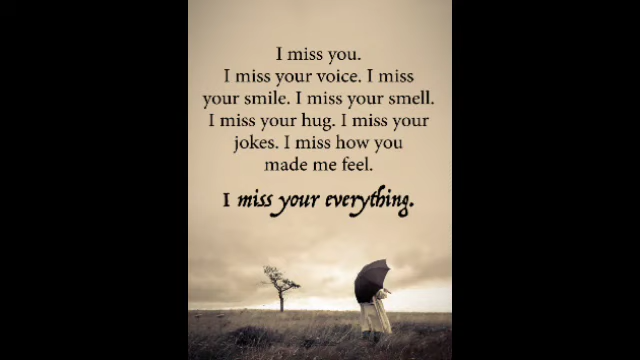 I miss you.
I miss your voice. I miss
your smile. I miss your smell.
I miss your hug. I miss your
jokes. I miss how you
made me feel.
I miss your everything.